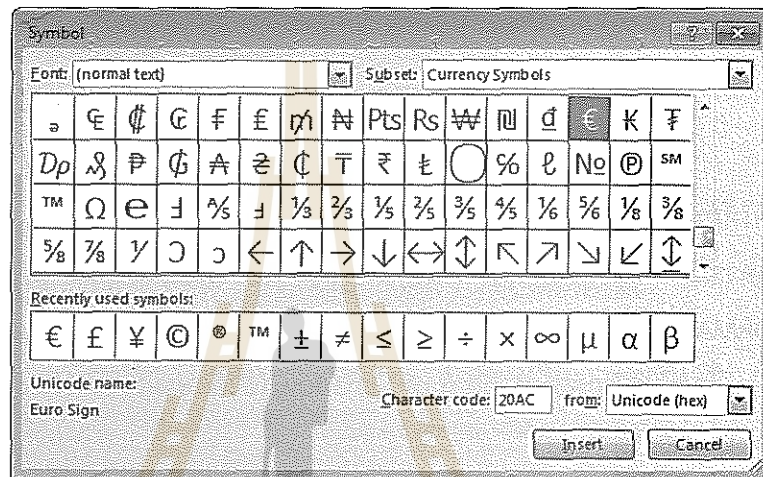 Symbol
Font: (normal text) Subset: Currency Symbols
ₔ ₠ ₡ ₢ ₣ ₤ ₥ ₦ Pts ₨ ₩ ₪ ₫ € ₭ ₮
₯ ₰ ₱ ₲ ₳ ₴ ₵ ₸ ₹ ₺ ⃝ ℅ ℓ № ℗ ℠
™ Ω ℮ Ⅎ ⅍ ⅎ ⅓ ⅔ ⅕ ⅖ ⅗ ⅘ ⅙ ⅚ ⅛ ⅜
⅝ ⅞ ⅟ Ↄ ↄ ← ↑ → ↓ ↔ ↕ ↖ ↗ ↘ ↙ ↨
Recently used symbols:
€ £ ¥ © ® ™ ± ≠ ≤ ≥ ÷ × ∞ µ α β
Unicode name:
Euro Sign
Character code: 20AC from: Unicode (hex)
Insert Cancel